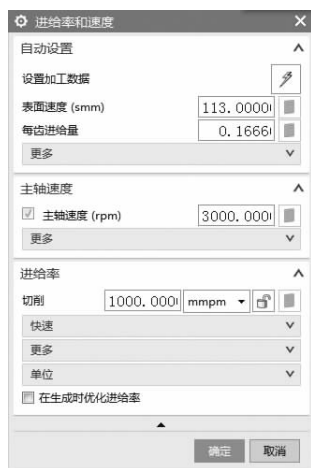 进给率和速度
自动设置
设置加工数据
表面速度 (smm) 113.0000
每齿进给量 0.1666
更多
主轴速度
主轴速度 (rpm) 3000.000
更多
进给率
切削 1000.000 mmpm
快速
更多
单位
在生成时优化进给率
确定 取消